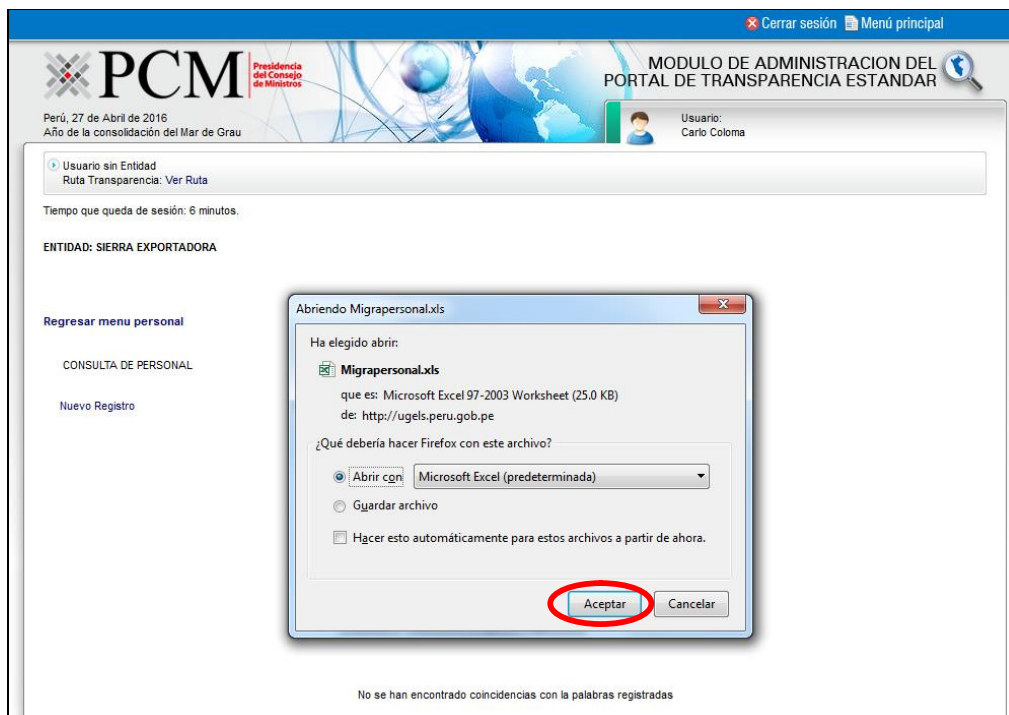 Cerrar sesión Menú principal
PCM Presidencia
del Consejo
de Ministros
MODULO DE ADMINISTRACION DEL
PORTAL DE TRANSPARENCIA ESTANDAR
Perú, 27 de Abril de 2016
Año de la consolidación del Mar de Grau
Usuario:
Carlo Coloma
Usuario sin Entidad
Ruta Transparencia: Ver Ruta
Tiempo que queda de sesión: 6 minutos.
ENTIDAD: SIERRA EXPORTADORA
Regresar menu personal
CONSULTA DE PERSONAL
Nuevo Registro
Abriendo Migrapersonal.xls
Ha elegido abrir:
Migrapersonal.xls
que es: Microsoft Excel 97-2003 Worksheet (25.0 KB)
de: http://ugels.peru.gob.pe
¿Qué debería hacer Firefox con este archivo?
Abrir con Microsoft Excel (predeterminada)
Guardar archivo
Hacer esto automáticamente para estos archivos a partir de ahora.
Aceptar Cancelar
No se han encontrado coincidencias con la palabras registradas